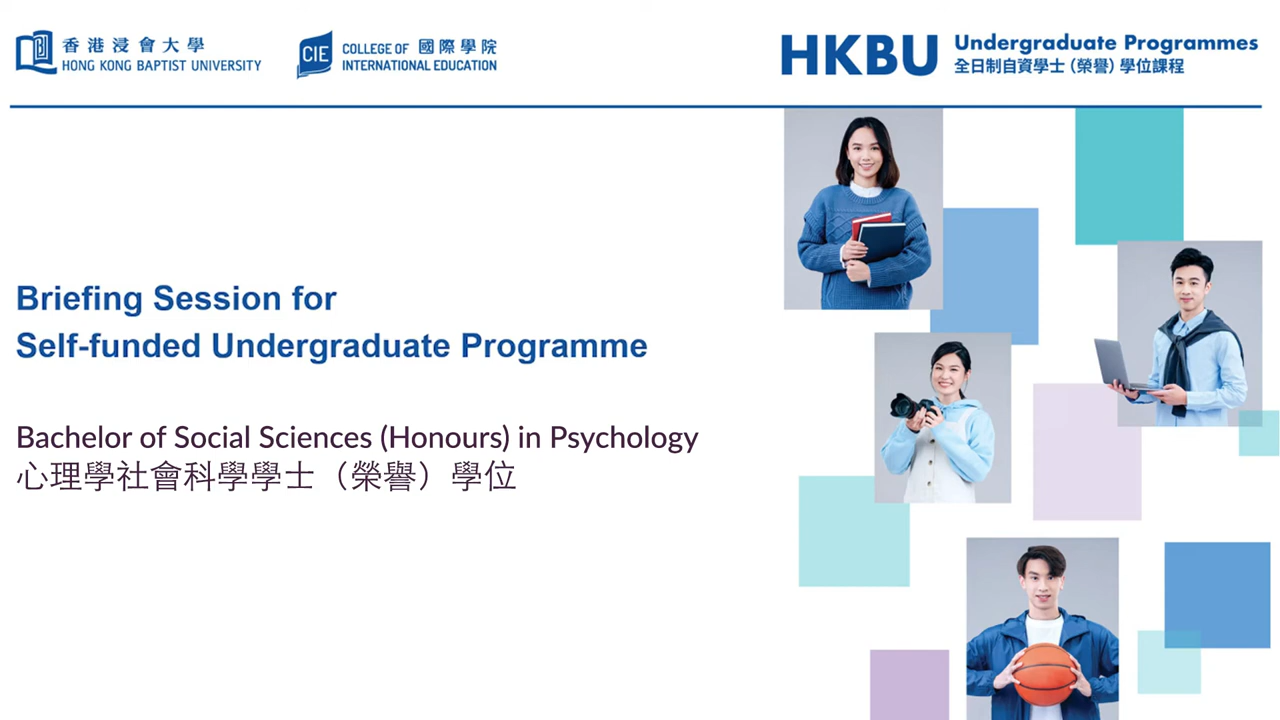 香港浸會大學
HONG KONG BAPTIST UNIVERSITY
CIE
COLLEGE OF 國際學院
INTERNATIONAL EDUCATION
HKBU
Undergraduate Programmes
全日制自資學士（榮譽）學位課程
Briefing Session for
Self-funded Undergraduate Programme
Bachelor of Social Sciences (Honours) in Psychology
心理學社會科學學士（榮譽）學位